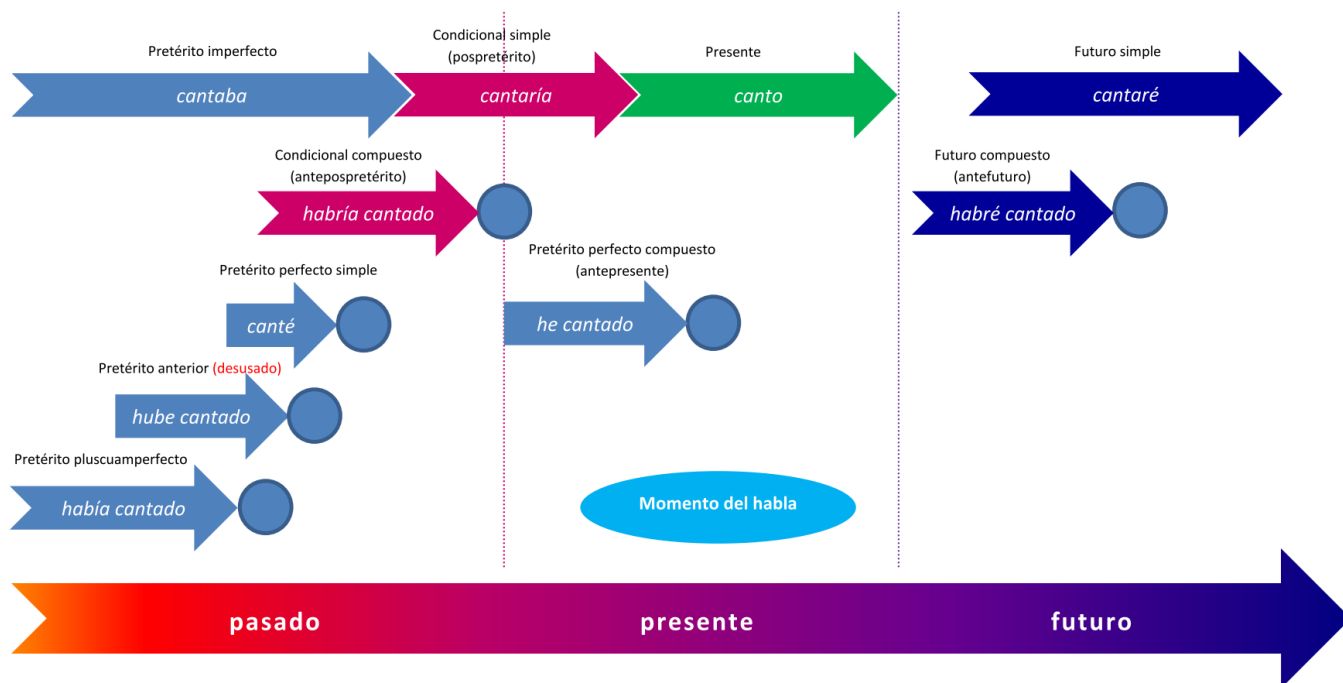 Pretérito imperfecto
Condicional simple
(pospretérito)
Presente
Futuro simple
cantaba
cantaría
canto
cantaré
Condicional compuesto
(antepospretérito)
Futuro compuesto
(antefuturo)
habría cantado
habré cantado
Pretérito perfecto simple
Pretérito perfecto compuesto
(antepresente)
canté
he cantado
Pretérito anterior (desusado)
hube cantado
Pretérito pluscuamperfecto
había cantado
Momento del habla
pasado
presente
futuro